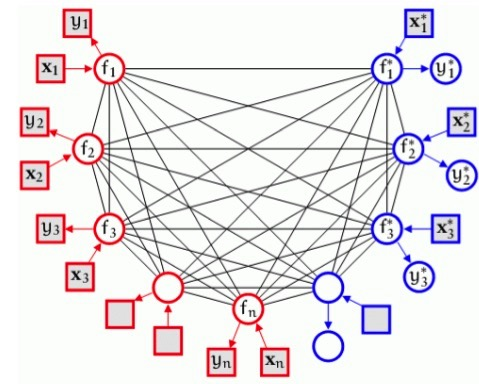 y₁
x₁ f₁
y₂
f₂
x₂
y₃ f₃
x₃
yₙ xₙ
fₙ
x₁*
f₁* y₁*
x₂*
f₂*
y₂*
f₃* x₃*
y₃*